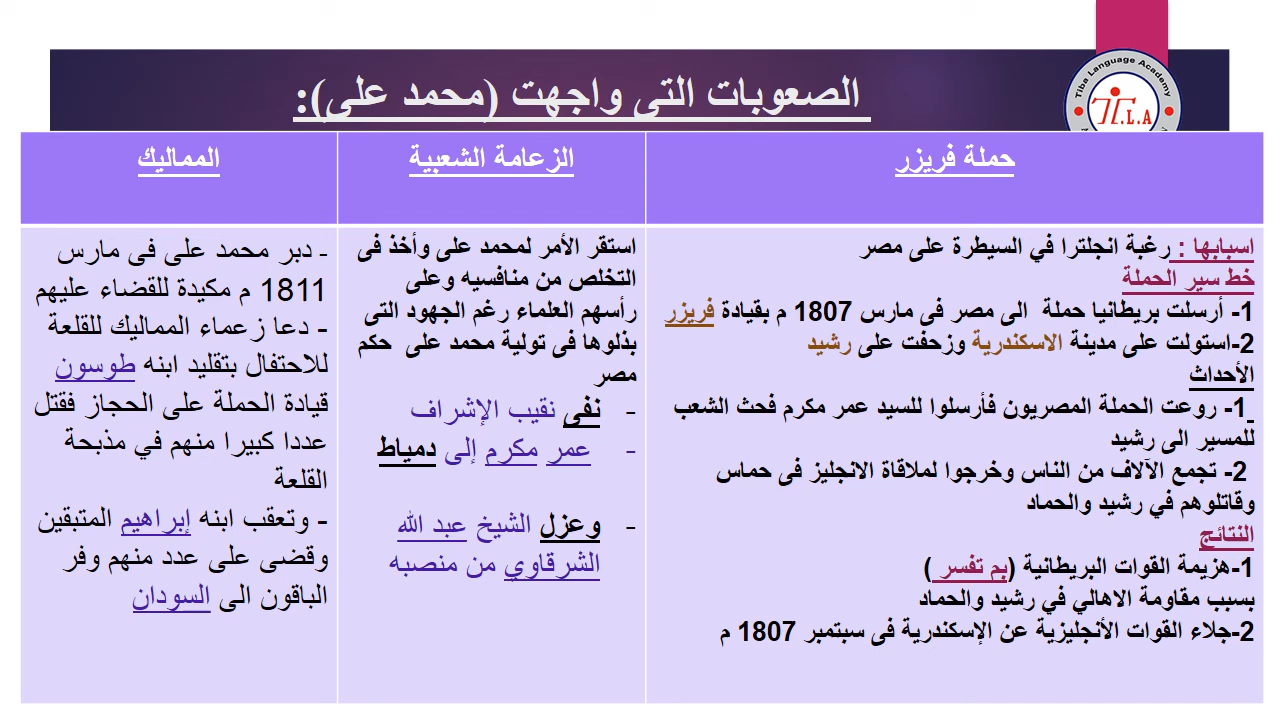 الصعوبات التى واجهت (محمد على):
Tiba Language Academy
T.L.A
حملة فريزر
الزعامة الشعبية
المماليك
اسبابها : رغبة انجلترا في السيطرة على مصر
خط سير الحملة
1- أرسلت بريطانيا حملة الى مصر فى مارس 1807 م بقيادة فريزر
2-استولت على مدينة الاسكندرية وزحفت على رشيد
الأحداث
1- روعت الحملة المصريون فأرسلوا للسيد عمر مكرم فحث الشعب
للمسير الى رشيد
2- تجمع الآلاف من الناس وخرجوا لملاقاة الانجليز فى حماس
وقاتلوهم في رشيد والحماد
النتائج
1-هزيمة القوات البريطانية (بم تفسر )
بسبب مقاومة الاهالي في رشيد والحماد
2-جلاء القوات الأنجليزية عن الإسكندرية فى سبتمبر 1807 م
استقر الأمر لمحمد على وأخذ فى
التخلص من منافسيه وعلى
رأسهم العلماء رغم الجهود التى
بذلوها فى تولية محمد على حكم
مصر
- نفى نقيب الإشراف
- عمر مكرم إلى دمياط
- وعزل الشيخ عبد الله
الشرقاوي من منصبه
- دبر محمد على فى مارس
1811 م مكيدة للقضاء عليهم
- دعا زعماء المماليك للقلعة
للاحتفال بتقليد ابنه طوسون
قيادة الحملة على الحجاز فقتل
عددا كبيرا منهم في مذبحة
القلعة
- وتعقب ابنه إبراهيم المتبقين
وقضى على عدد منهم وفر
الباقون الى السودان